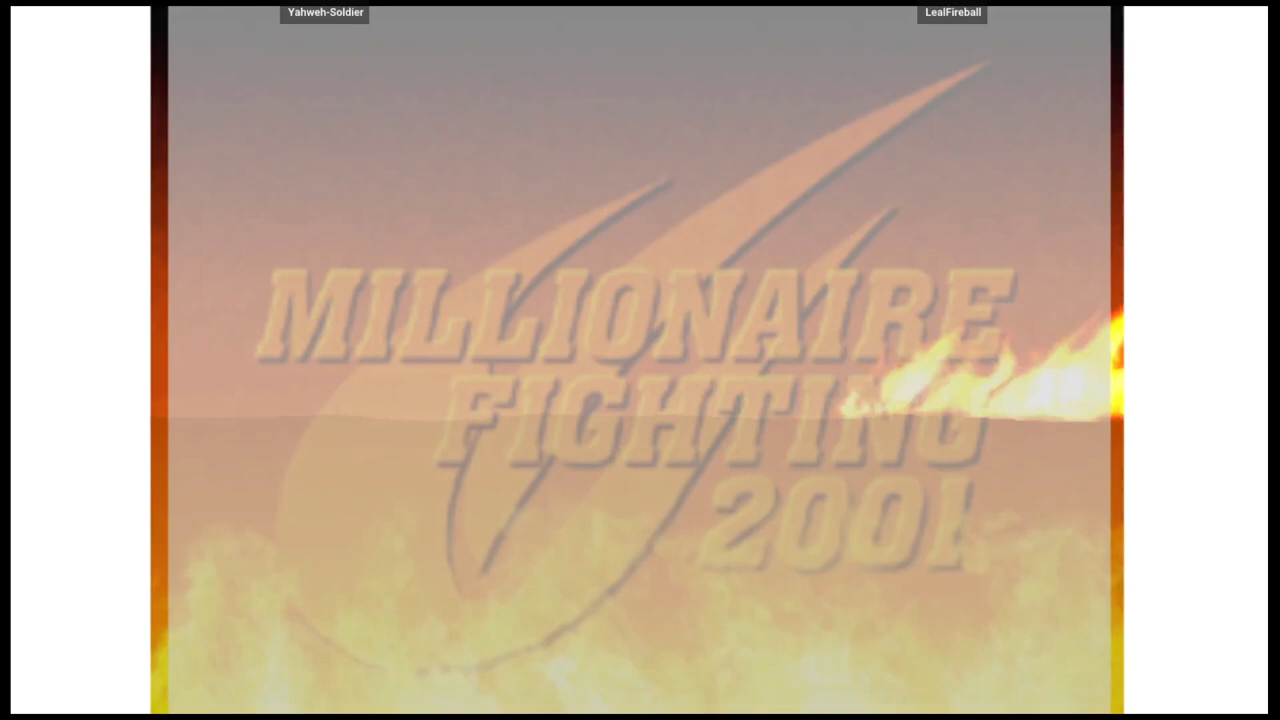 Yahweh-Soldier
LealFireball
MILLIONAIRE
FIGHTING
2001